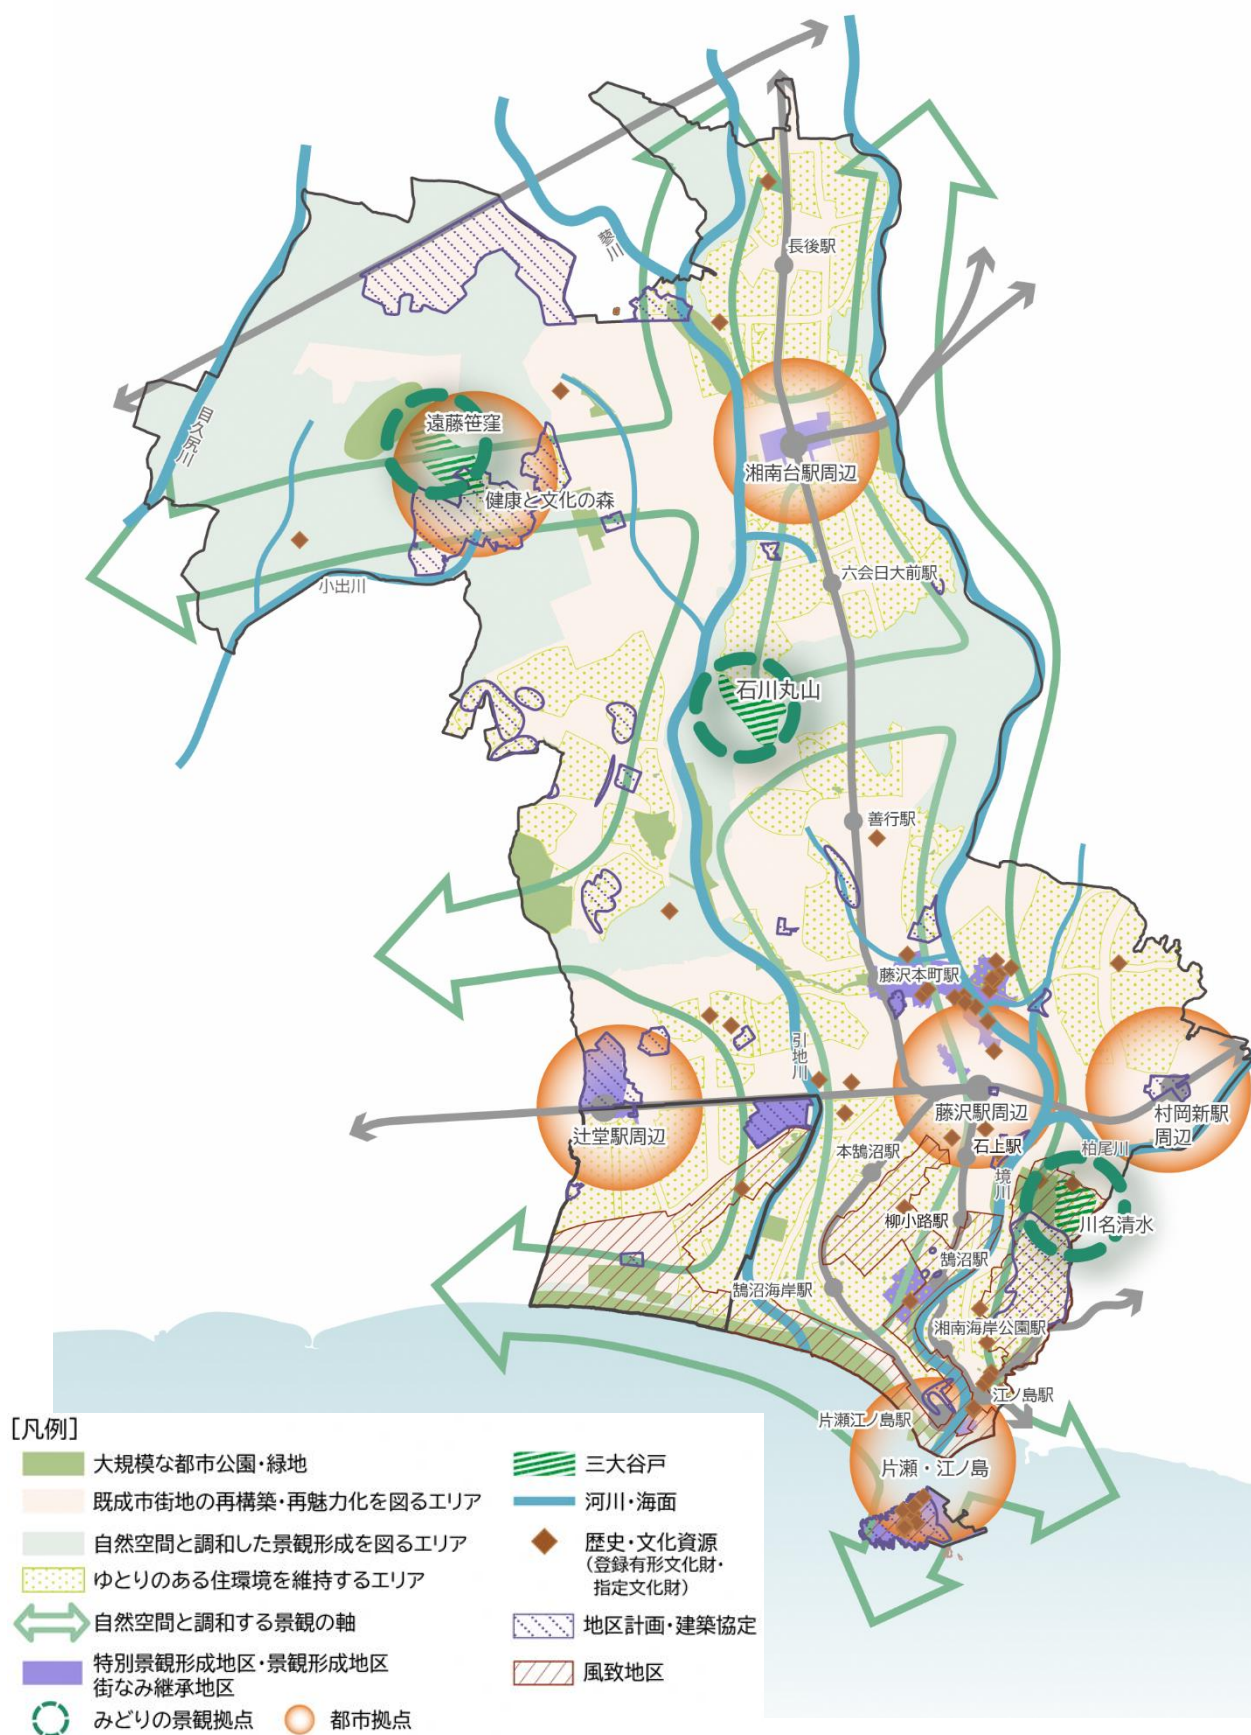 蓼川
長後駅
目久尻川
遠藤笹窪
湘南台駅周辺
健康と文化の森
六会日大前駅
小出川
石川丸山
善行駅
藤沢本町駅
引地川
藤沢駅周辺
村岡新駅
周辺
辻堂駅周辺
石上駅
本鵠沼駅
柏尾川
境川
柳小路駅
川名清水
鵠沼駅
鵠沼海岸駅
湘南海岸公園駅
江ノ島駅
片瀬江ノ島駅
片瀬・江ノ島
[凡例]
大規模な都市公園・緑地
既成市街地の再構築・再魅力化を図るエリア
自然空間と調和した景観形成を図るエリア
ゆとりのある住環境を維持するエリア
自然空間と調和する景観の軸
特別景観形成地区・景観形成地区
街なみ継承地区
みどりの景観拠点
都市拠点
三大谷戸
河川・海面
歴史・文化資源
(登録有形文化財・
指定文化財)
地区計画・建築協定
風致地区